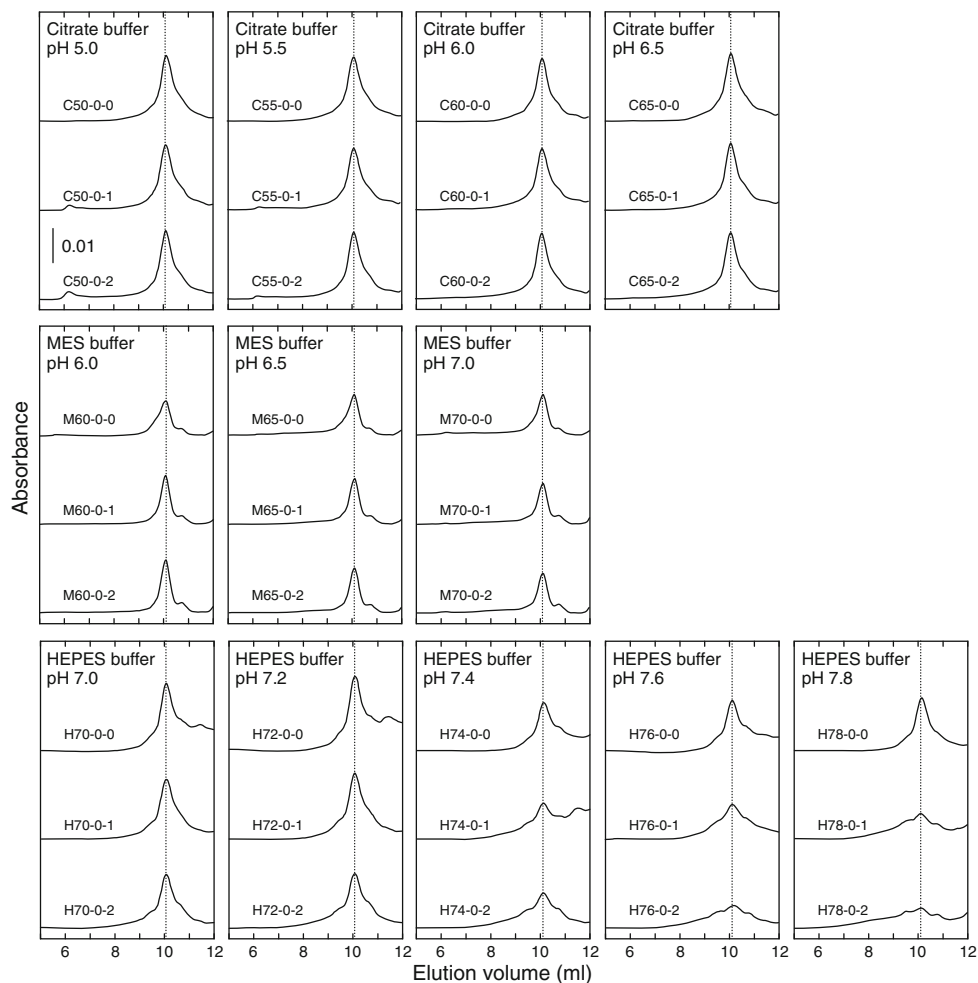 Citrate buffer
pH 5.0
C50-0-0
C50-0-1
0.01
C50-0-2
Citrate buffer
pH 5.5
C55-0-0
C55-0-1
C55-0-2
Citrate buffer
pH 6.0
C60-0-0
C60-0-1
C60-0-2
Citrate buffer
pH 6.5
C65-0-0
C65-0-1
C65-0-2
Absorbance
MES buffer
pH 6.0
M60-0-0
M60-0-1
M60-0-2
MES buffer
pH 6.5
M65-0-0
M65-0-1
M65-0-2
MES buffer
pH 7.0
M70-0-0
M70-0-1
M70-0-2
HEPES buffer
pH 7.0
H70-0-0
H70-0-1
H70-0-2
6 8 10 12
HEPES buffer
pH 7.2
H72-0-0
H72-0-1
H72-0-2
6 8 10 12
HEPES buffer
pH 7.4
H74-0-0
H74-0-1
H74-0-2
6 8 10 12
HEPES buffer
pH 7.6
H76-0-0
H76-0-1
H76-0-2
6 8 10 12
HEPES buffer
pH 7.8
H78-0-0
H78-0-1
H78-0-2
6 8 10 12
Elution volume (ml)